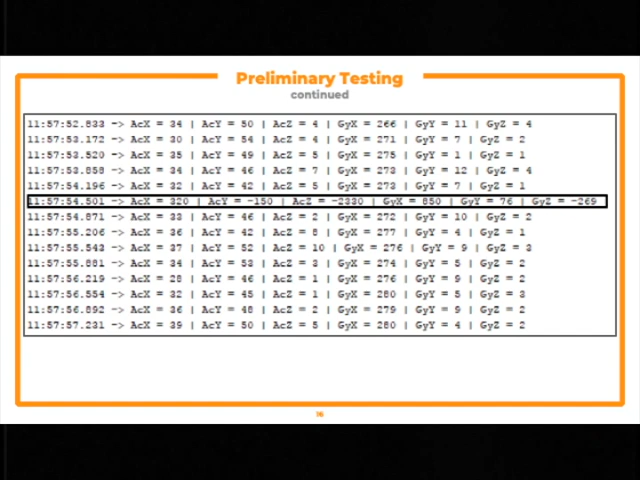 Preliminary Testing
continued
11:57:52.833 -> AcX = 34 | AcY = 50 | AcZ = 4 | GyX = 266 | GyY = 11 | GyZ = 4
11:57:53.172 -> AcX = 30 | AcY = 54 | AcZ = 4 | GyX = 271 | GyY = 7 | GyZ = 2
11:57:53.520 -> AcX = 35 | AcY = 49 | AcZ = 5 | GyX = 275 | GyY = 1 | GyZ = 1
11:57:53.858 -> AcX = 34 | AcY = 46 | AcZ = 7 | GyX = 273 | GyY = 12 | GyZ = 4
11:57:54.196 -> AcX = 32 | AcY = 42 | AcZ = 5 | GyX = 273 | GyY = 7 | GyZ = 1
11:57:54.501 -> AcX = 320 | AcY = -150 | AcZ = -2330 | GyX = 850 | GyY = 76 | GyZ = -269
11:57:54.871 -> AcX = 33 | AcY = 46 | AcZ = 2 | GyX = 272 | GyY = 10 | GyZ = 2
11:57:55.206 -> AcX = 36 | AcY = 42 | AcZ = 8 | GyX = 277 | GyY = 4 | GyZ = 1
11:57:55.543 -> AcX = 37 | AcY = 52 | AcZ = 10 | GyX = 276 | GyY = 9 | GyZ = 3
11:57:55.881 -> AcX = 34 | AcY = 53 | AcZ = 3 | GyX = 274 | GyY = 5 | GyZ = 2
11:57:56.219 -> AcX = 28 | AcY = 46 | AcZ = 1 | GyX = 276 | GyY = 9 | GyZ = 2
11:57:56.554 -> AcX = 32 | AcY = 45 | AcZ = 1 | GyX = 280 | GyY = 5 | GyZ = 3
11:57:56.892 -> AcX = 36 | AcY = 48 | AcZ = 2 | GyX = 279 | GyY = 9 | GyZ = 2
11:57:57.231 -> AcX = 39 | AcY = 50 | AcZ = 5 | GyX = 280 | GyY = 4 | GyZ = 2
16